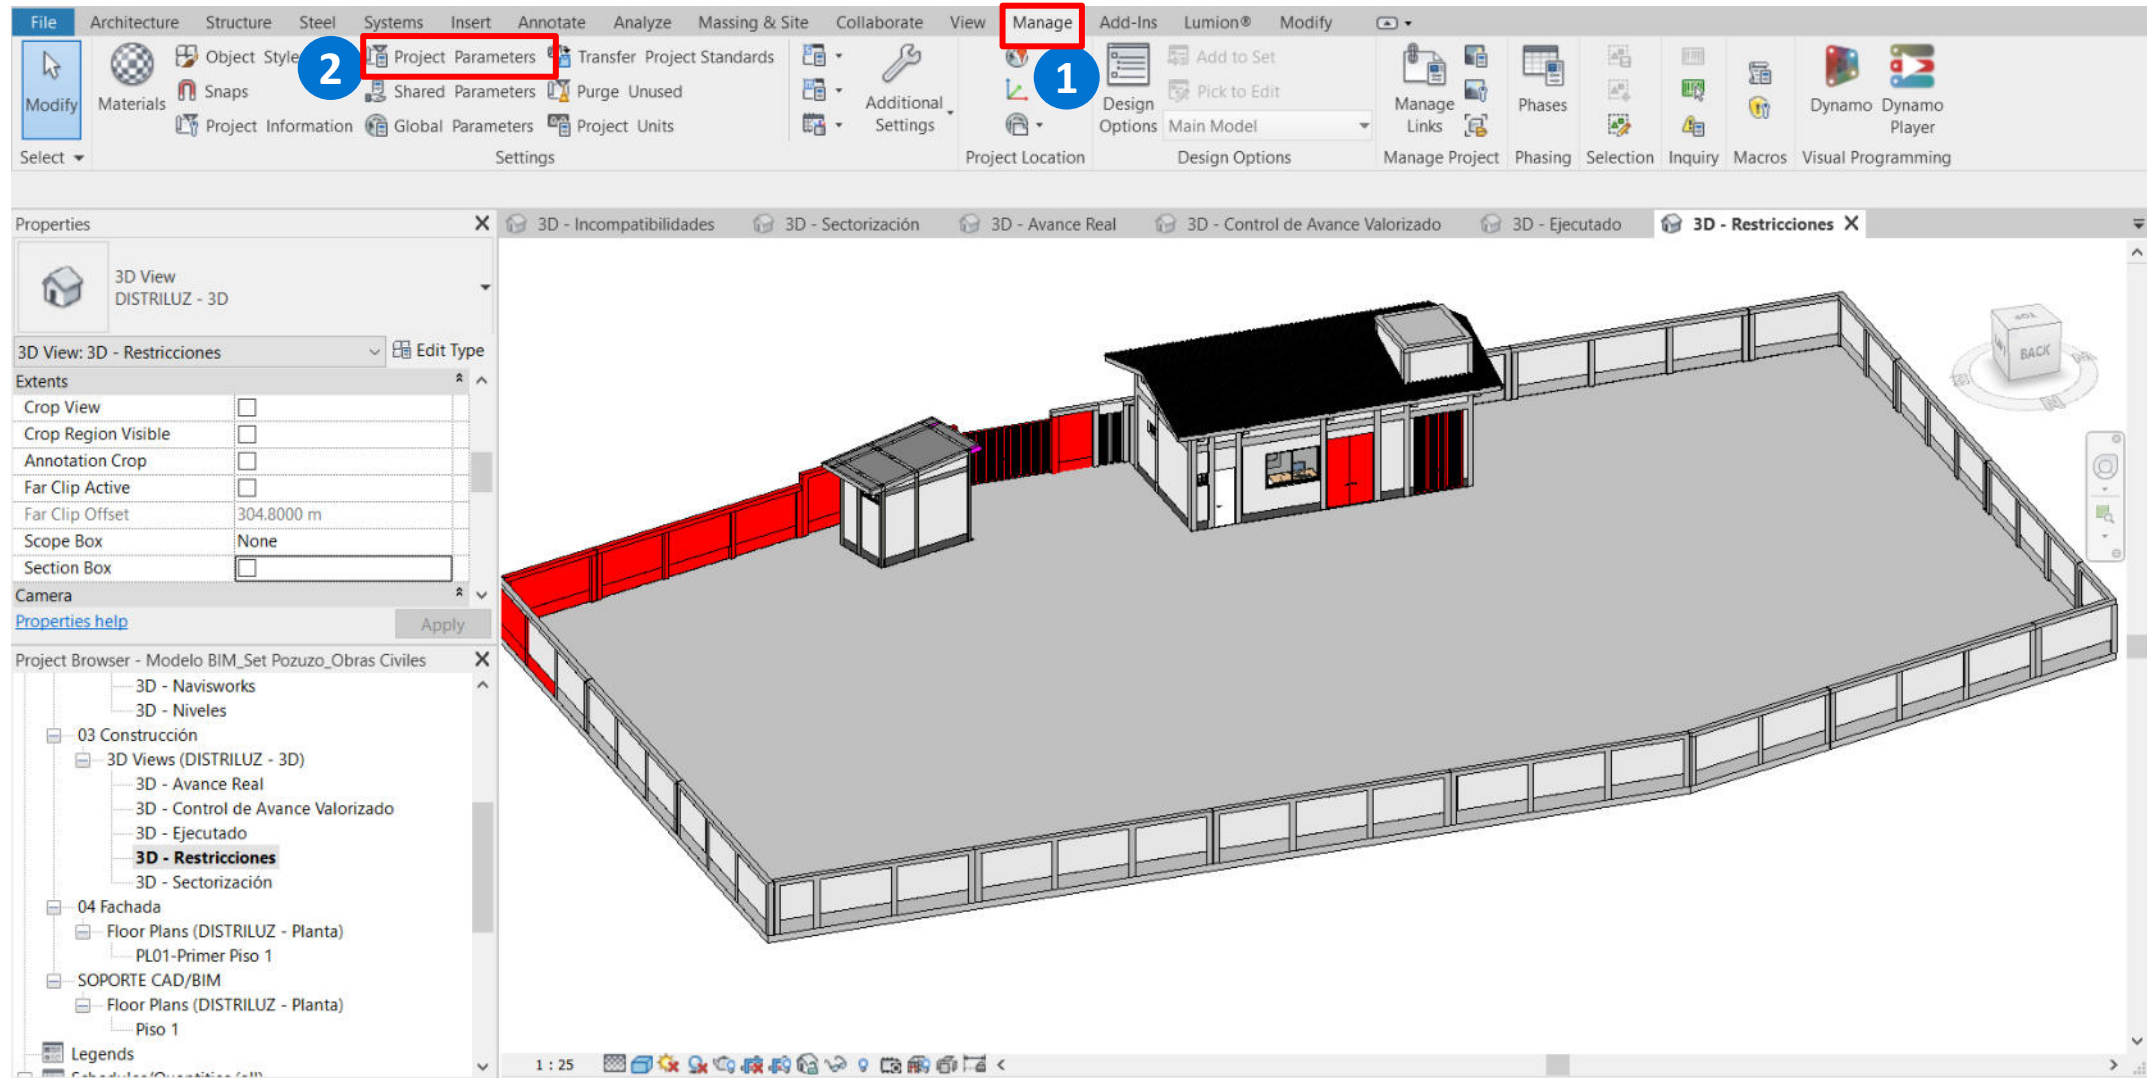 File Architecture Structure Steel Systems Insert Annotate Analyze Massing & Site Collaborate View Manage Add-Ins Lumion® Modify
Modify
Select
Materials
Object Style
Snaps
Project Information
2
Project Parameters
Shared Parameters
Global Parameters
Transfer Project Standards
Purge Unused
Project Units
Additional
Settings
Settings
Project Location
1
Design
Options
Add to Set
Pick to Edit
Main Model
Design Options
Manage
Links
Manage Project
Phases
Phasing
Selection
Inquiry
Macros
Dynamo
Dynamo
Player
Visual Programming
Properties
3D View
DISTRILUZ - 3D
3D View: 3D - Restricciones
Edit Type
Extents
Crop View
Crop Region Visible
Annotation Crop
Far Clip Active
Far Clip Offset 304.8000 m
Scope Box None
Section Box
Camera
Properties help
Apply
Project Browser - Modelo BIM_Set Pozuzo_Obras Civiles
3D - Navisworks
3D - Niveles
03 Construcción
3D Views (DISTRILUZ - 3D)
3D - Avance Real
3D - Control de Avance Valorizado
3D - Ejecutado
3D - Restricciones
3D - Sectorización
04 Fachada
Floor Plans (DISTRILUZ - Planta)
PL01-Primer Piso 1
SOPORTE CAD/BIM
Floor Plans (DISTRILUZ - Planta)
Piso 1
Legends
Schedules/Quantities (all)
3D - Incompatibilidades
3D - Sectorización
3D - Avance Real
3D - Control de Avance Valorizado
3D - Ejecutado
3D - Restricciones
TOP
BACK
1 : 25